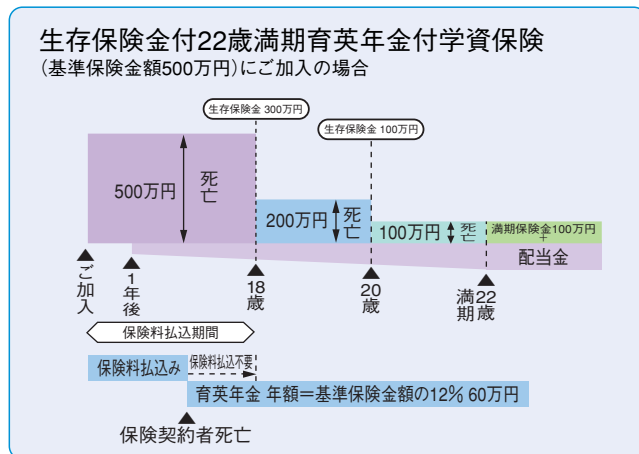 生存保険金付22歳満期育英年金付学資保険
(基準保険金額500万円)にご加入の場合
生存保険金 300万円
生存保険金 100万円
500万円
死亡
200万円
死亡
100万円
死亡
満期保険金100万円
+
配当金
ご加入
1年後
18歳
20歳
満期22歳
保険料払込期間
保険料払込み
保険料払込不要
育英年金 年額=基準保険金額の12% 60万円
保険契約者死亡